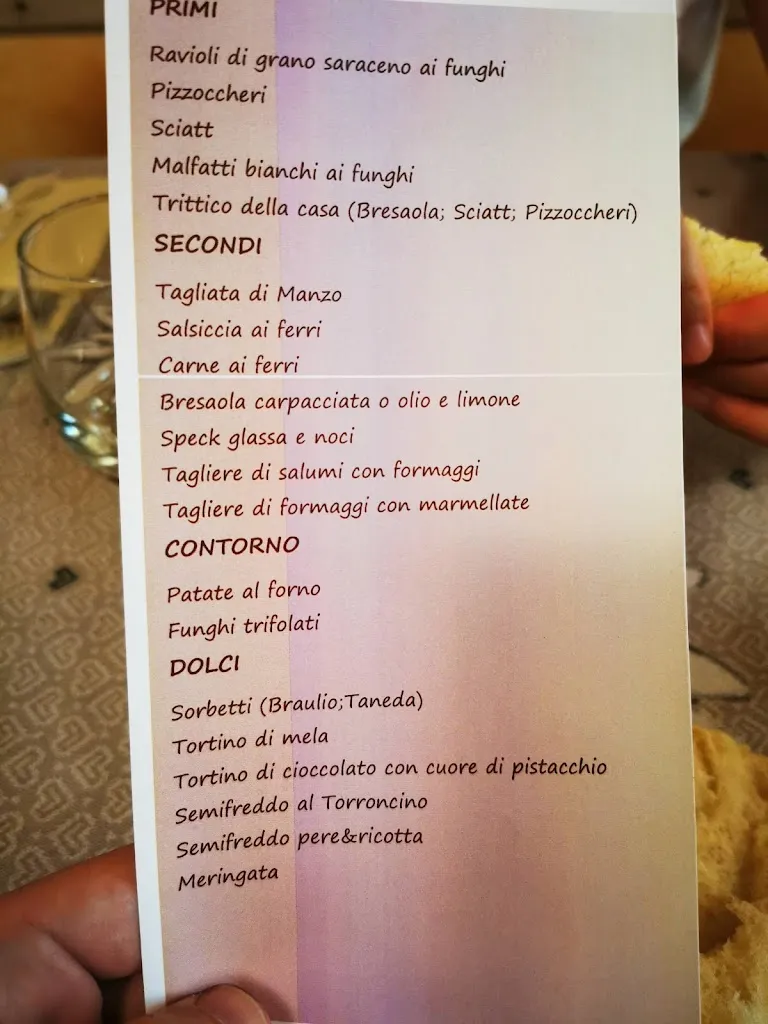 PRIMI
Ravioli di grano saraceno ai funghi
Pizzoccheri
Sciatt
Malfatti bianchi ai funghi
Trittico della casa (Bresaola; Sciatt; Pizzoccheri)
SECONDI
Tagliata di Manzo
Salsiccia ai ferri
Carne ai ferri
Bresaola carpacciata o olio e limone
Speck glassa e noci
Tagliere di salumi con formaggi
Tagliere di formaggi con marmellate
CONTORNO
Patate al forno
Funghi trifolati
DOLCI
Sorbetti (Braulio;Taneda)
Tortino di mela
Tortino di cioccolato con cuore di pistacchio
Semifreddo al Torroncino
Semifreddo pere&ricotta
Meringata